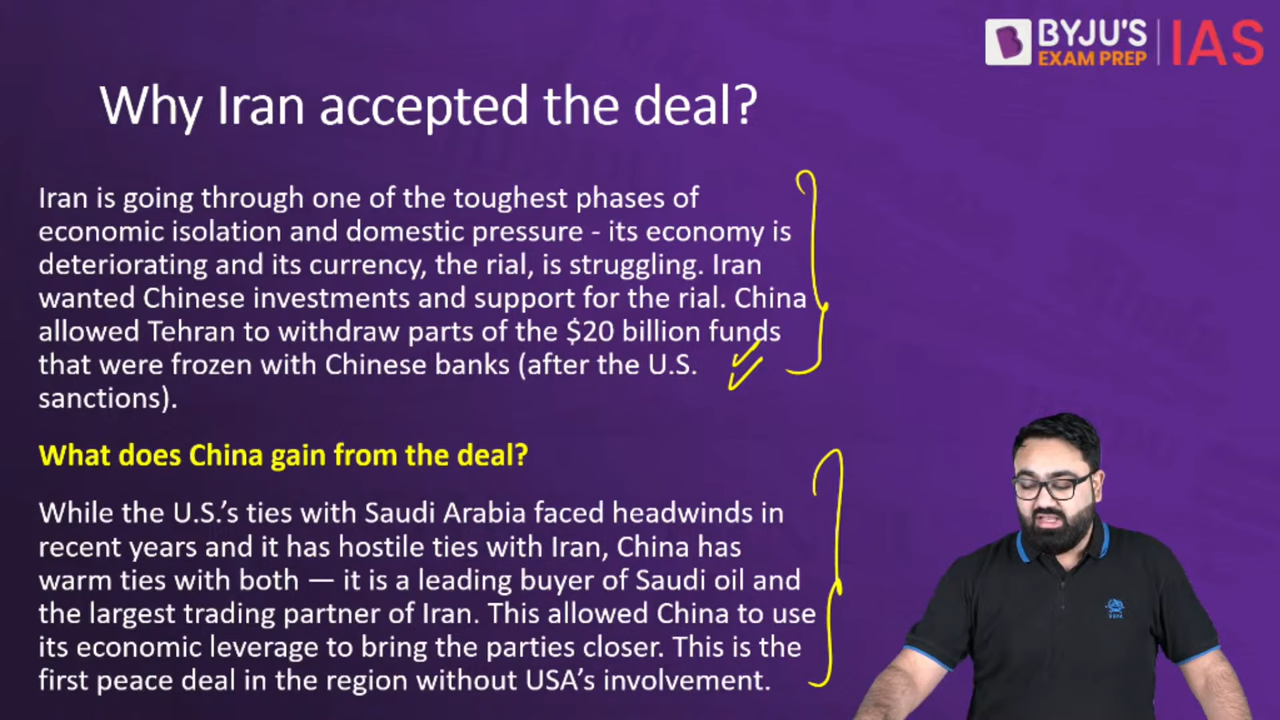 BYJU'S
EXAM PREP
IAS
Why Iran accepted the deal?
Iran is going through one of the toughest phases of
economic isolation and domestic pressure - its economy is
deteriorating and its currency, the rial, is struggling. Iran
wanted Chinese investments and support for the rial. China
allowed Tehran to withdraw parts of the $20 billion funds
that were frozen with Chinese banks (after the U.S.
sanctions).
What does China gain from the deal?
While the U.S.’s ties with Saudi Arabia faced headwinds in
recent years and it has hostile ties with Iran, China has
warm ties with both — it is a leading buyer of Saudi oil and
the largest trading partner of Iran. This allowed China to use
its economic leverage to bring the parties closer. This is the
first peace deal in the region without USA’s involvement.